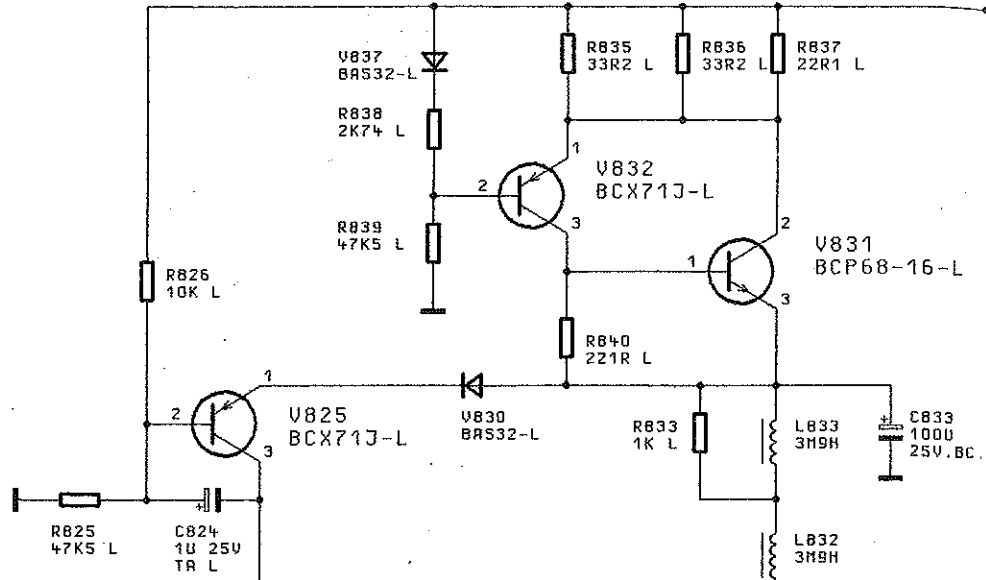 V837
BAS32-L
R835
33R2 L
R836
33R2 L
R837
22R1 L
R838
2K74 L
1
V832
BCX71J-L
2
3
R839
47K5 L
2
V831
BCP68-16-L
1
3
R826
10K L
R840
221R L
1
V825
BCX71J-L
2
3
V830
BAS32-L
R833
1K L
L833
3M9H
+
C833
100U
25V.BC.
R825
47K5 L
+
C824
1U 25V
TA L
L832
3M9H